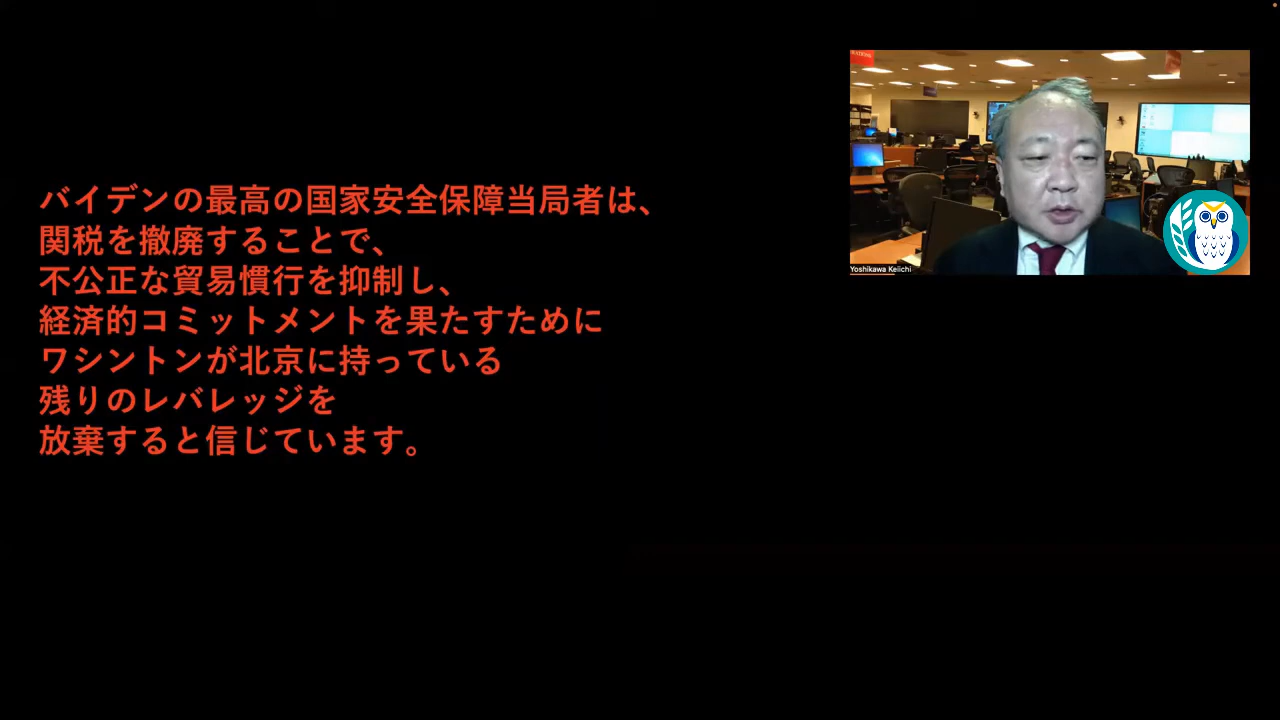 バイデンの最高の国家安全保障当局者は、
関税を撤廃することで、
不公正な貿易慣行を抑制し、
経済的コミットメントを果たすために
ワシントンが北京に持っている
残りのレバレッジを
放棄すると信じています。
Yoshikawa Keiichi